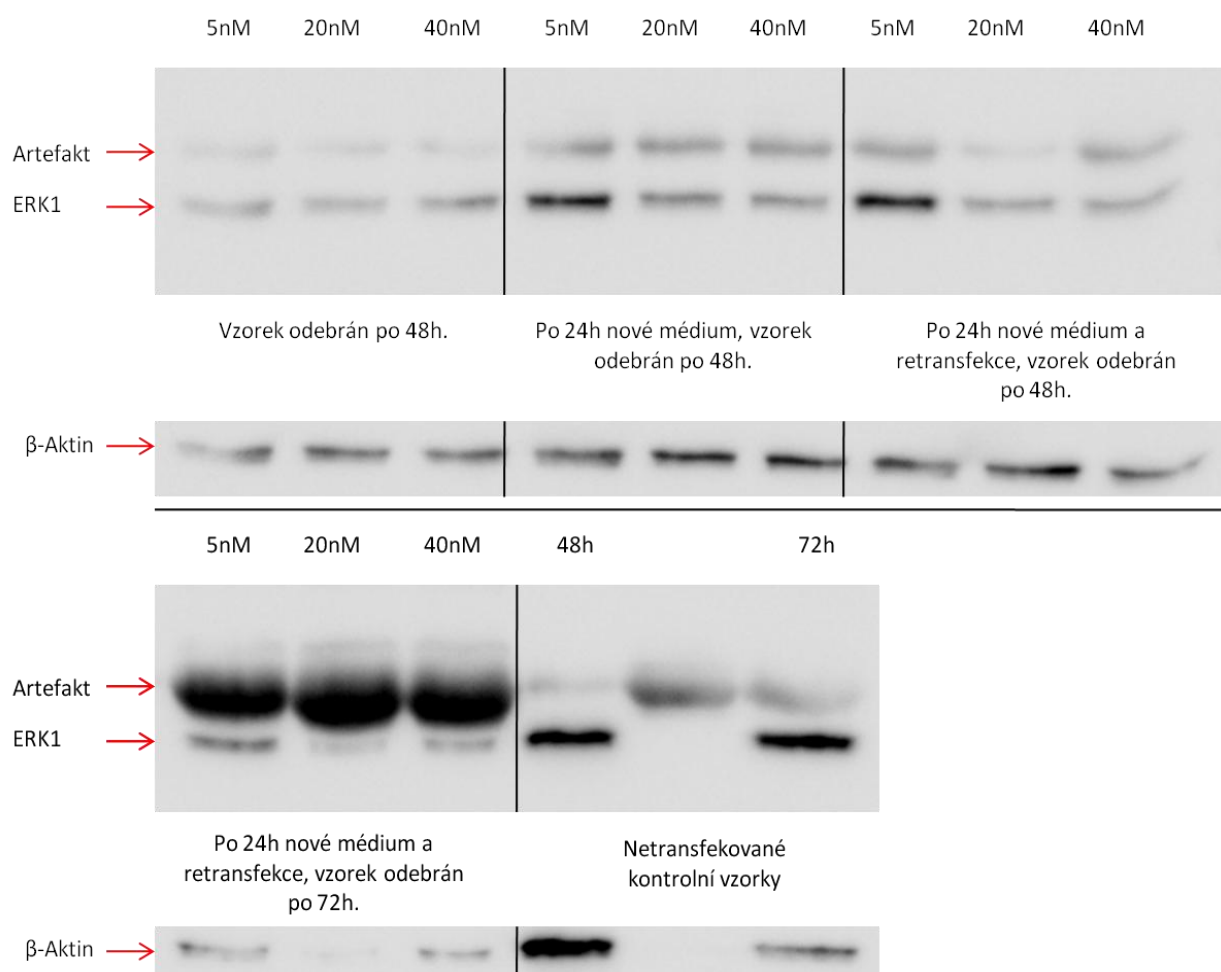 5nM 20nM 40nM 5nM 20nM 40nM 5nM 20nM 40nM
Artefakt
ERK1
Vzorek odebrán po 48h.
Po 24h nové médium, vzorek
odebrán po 48h.
Po 24h nové médium a
retransfekce, vzorek odebrán
po 48h.
β-Aktin
5nM 20nM 40nM 48h 72h
Artefakt
ERK1
Po 24h nové médium a
retransfekce, vzorek odebrán
po 72h.
Netransfekované
kontrolní vzorky
β-Aktin